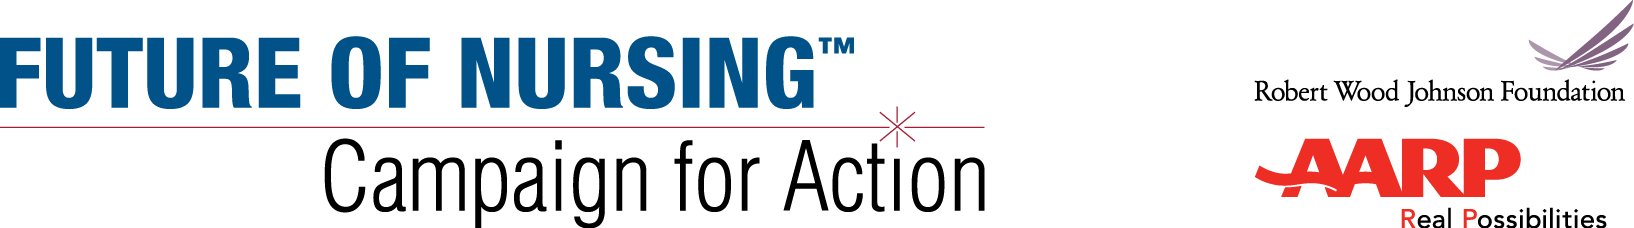 FUTURE OF NURSING™
Campaign for Action
Robert Wood Johnson Foundation
AARP
Real Possibilities